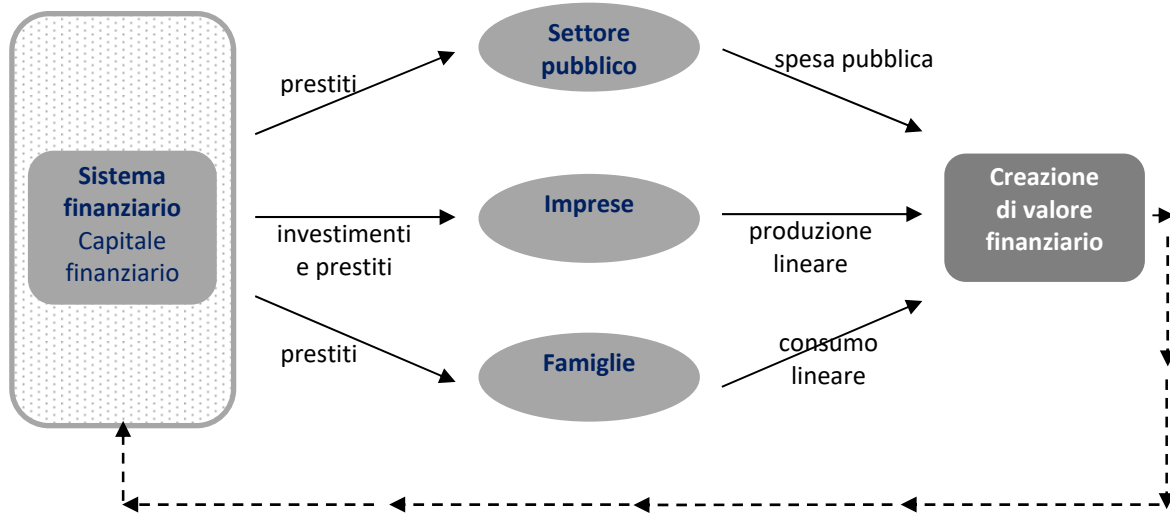 Settore
pubblico
prestiti
spesa pubblica
Sistema
finanziario
Capitale
finanziario
investimenti
e prestiti
Imprese
produzione
lineare
Creazione
di valore
finanziario
prestiti
Famiglie
consumo
lineare